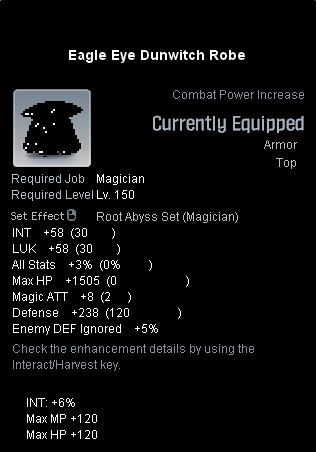 Eagle Eye Dunwitch Robe
Combat Power Increase
Currently Equipped
Armor
Top
Required Job Magician
Required Level Lv. 150
Set Effect Root Abyss Set (Magician)
INT +58 (30 )
LUK +58 (30 )
All Stats +3% (0% )
Max HP +1505 (0 )
Magic ATT +8 (2 )
Defense +238 (120 )
Enemy DEF Ignored +5%
Check the enhancement details by using the
Interact/Harvest key.
INT: +6%
Max MP +120
Max HP +120